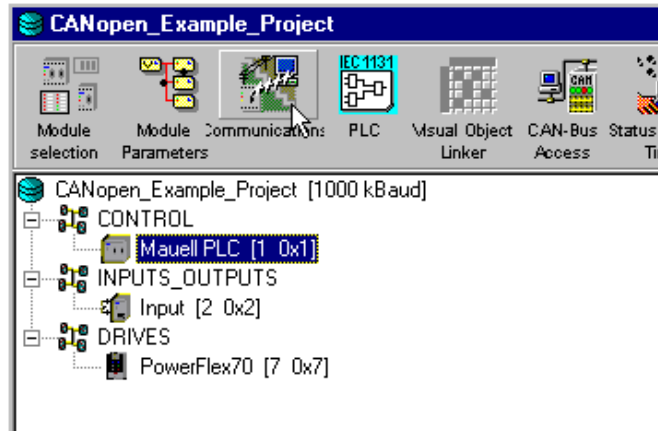 CANopen_Example_Project
IEC 1131
CAN
Module selection
Module Parameters
Communications
PLC
Visual Object Linker
CAN-Bus Access
Status
Ti
CANopen_Example_Project [1000 kBaud]
CONTROL
Mauell PLC [1 0x1]
INPUTS_OUTPUTS
Input [2 0x2]
DRIVES
PowerFlex70 [7 0x7]